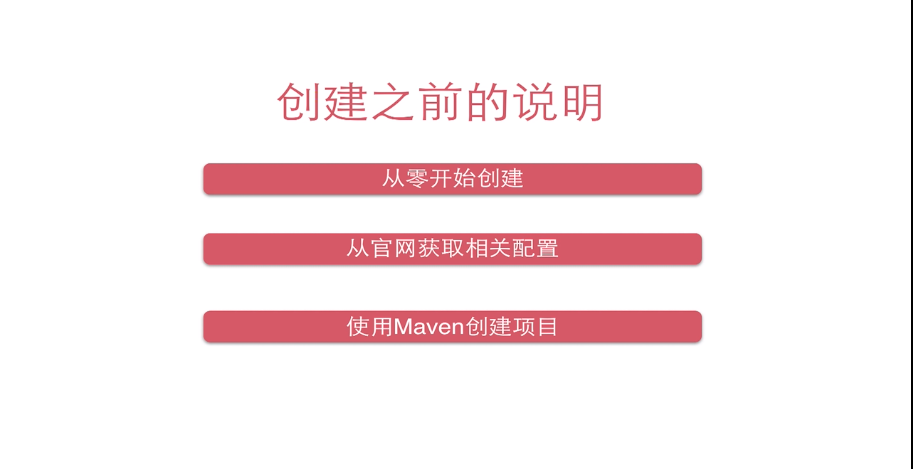 创建之前的说明
从零开始创建
从官网获取相关配置
使用Maven创建项目